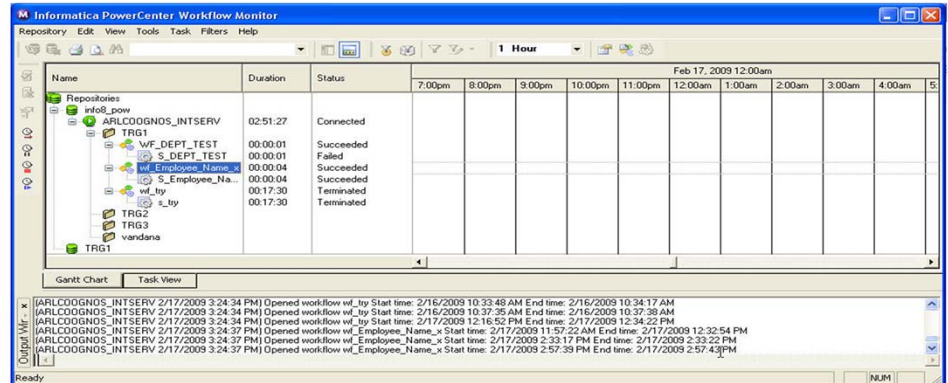 Informatica PowerCenter Workflow Monitor
Repository Edit View Tools Task Filters Help
1 Hour
Name Duration Status Feb 17, 2009 12:00am
7:00pm 8:00pm 9:00pm 10:00pm 11:00pm 12:00am 1:00am 2:00am 3:00am 4:00am 5:
Repositories
info8_pow
ARLCOOGNOS_INTSERV 02:51:27 Connected
TRG1
WF_DEPT_TEST 00:00:01 Succeeded
S_DEPT_TEST 00:00:01 Failed
wf_Employee_Name_x 00:00:04 Succeeded
S_Employee_Na... 00:00:04 Succeeded
wf_try 00:17:30 Terminated
s_try 00:17:30 Terminated
TRG2
TRG3
vandana
TRG1
Gantt Chart Task View
(ARLCOOGNOS_INTSERV 2/17/2009 3:24:34 PM) Opened workflow wf_try Start time: 2/16/2009 10:33:48 AM End time: 2/16/2009 10:34:17 AM
(ARLCOOGNOS_INTSERV 2/17/2009 3:24:34 PM) Opened workflow wf_try Start time: 2/16/2009 10:37:35 AM End time: 2/16/2009 10:37:38 AM
(ARLCOOGNOS_INTSERV 2/17/2009 3:24:34 PM) Opened workflow wf_try Start time: 2/17/2009 12:16:52 PM End time: 2/17/2009 12:34:22 PM
(ARLCOOGNOS_INTSERV 2/17/2009 3:24:37 PM) Opened workflow wf_Employee_Name_x Start time: 2/17/2009 11:57:22 AM End time: 2/17/2009 12:32:54 PM
(ARLCOOGNOS_INTSERV 2/17/2009 3:24:37 PM) Opened workflow wf_Employee_Name_x Start time: 2/17/2009 2:33:17 PM End time: 2/17/2009 2:33:22 PM
(ARLCOOGNOS_INTSERV 2/17/2009 3:24:37 PM) Opened workflow wf_Employee_Name_x Start time: 2/17/2009 2:57:39 PM End time: 2/17/2009 2:57:43 PM
Output Wir
Ready NUM